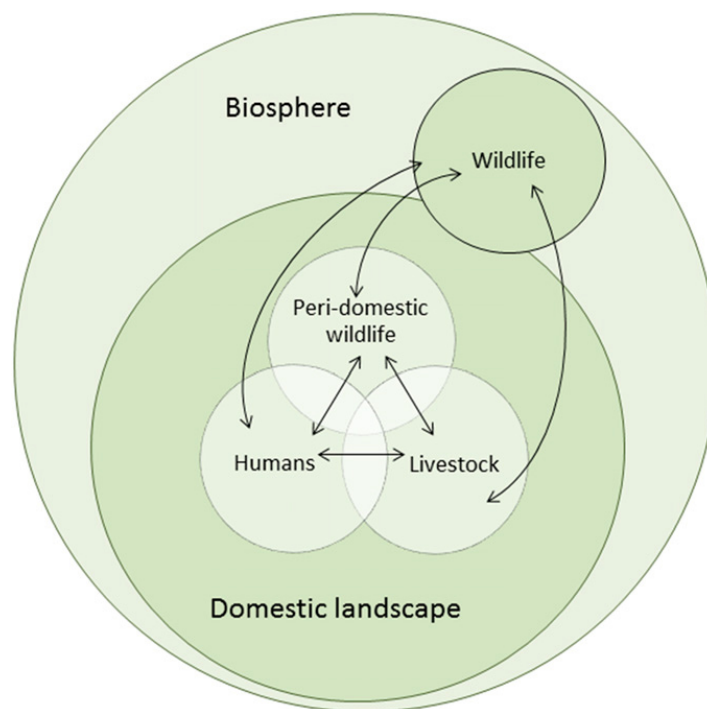 Biosphere
Wildlife
Peri-domestic
wildlife
Humans
Livestock
Domestic landscape